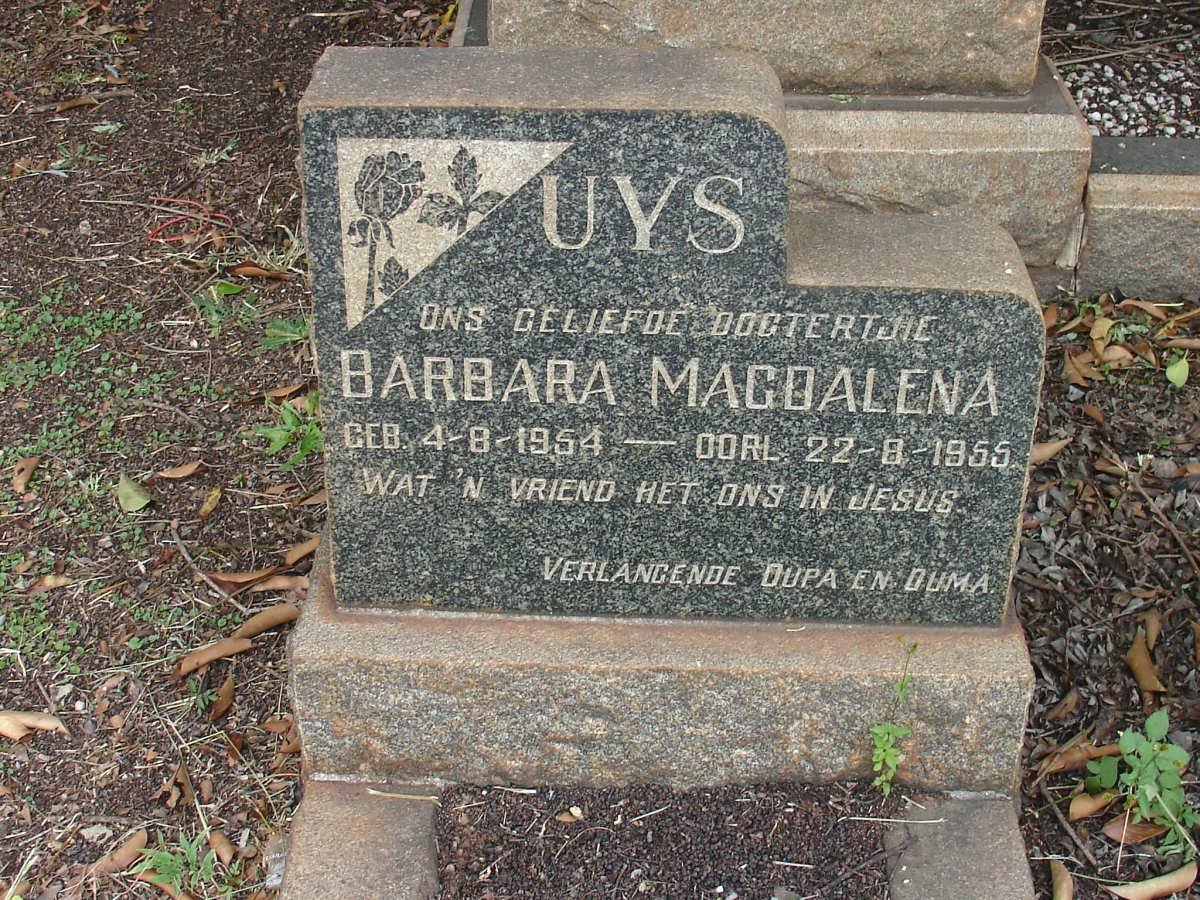 UYS
ONS GELIEFDE DOGTERTJIE
BARBARA MAGDALENA
GEB. 4-8-1954 — OORL. 22-8-1955
WAT 'N VRIEND HET ONS IN JESUS.
VERLANGENDE OUPA EN OUMA.